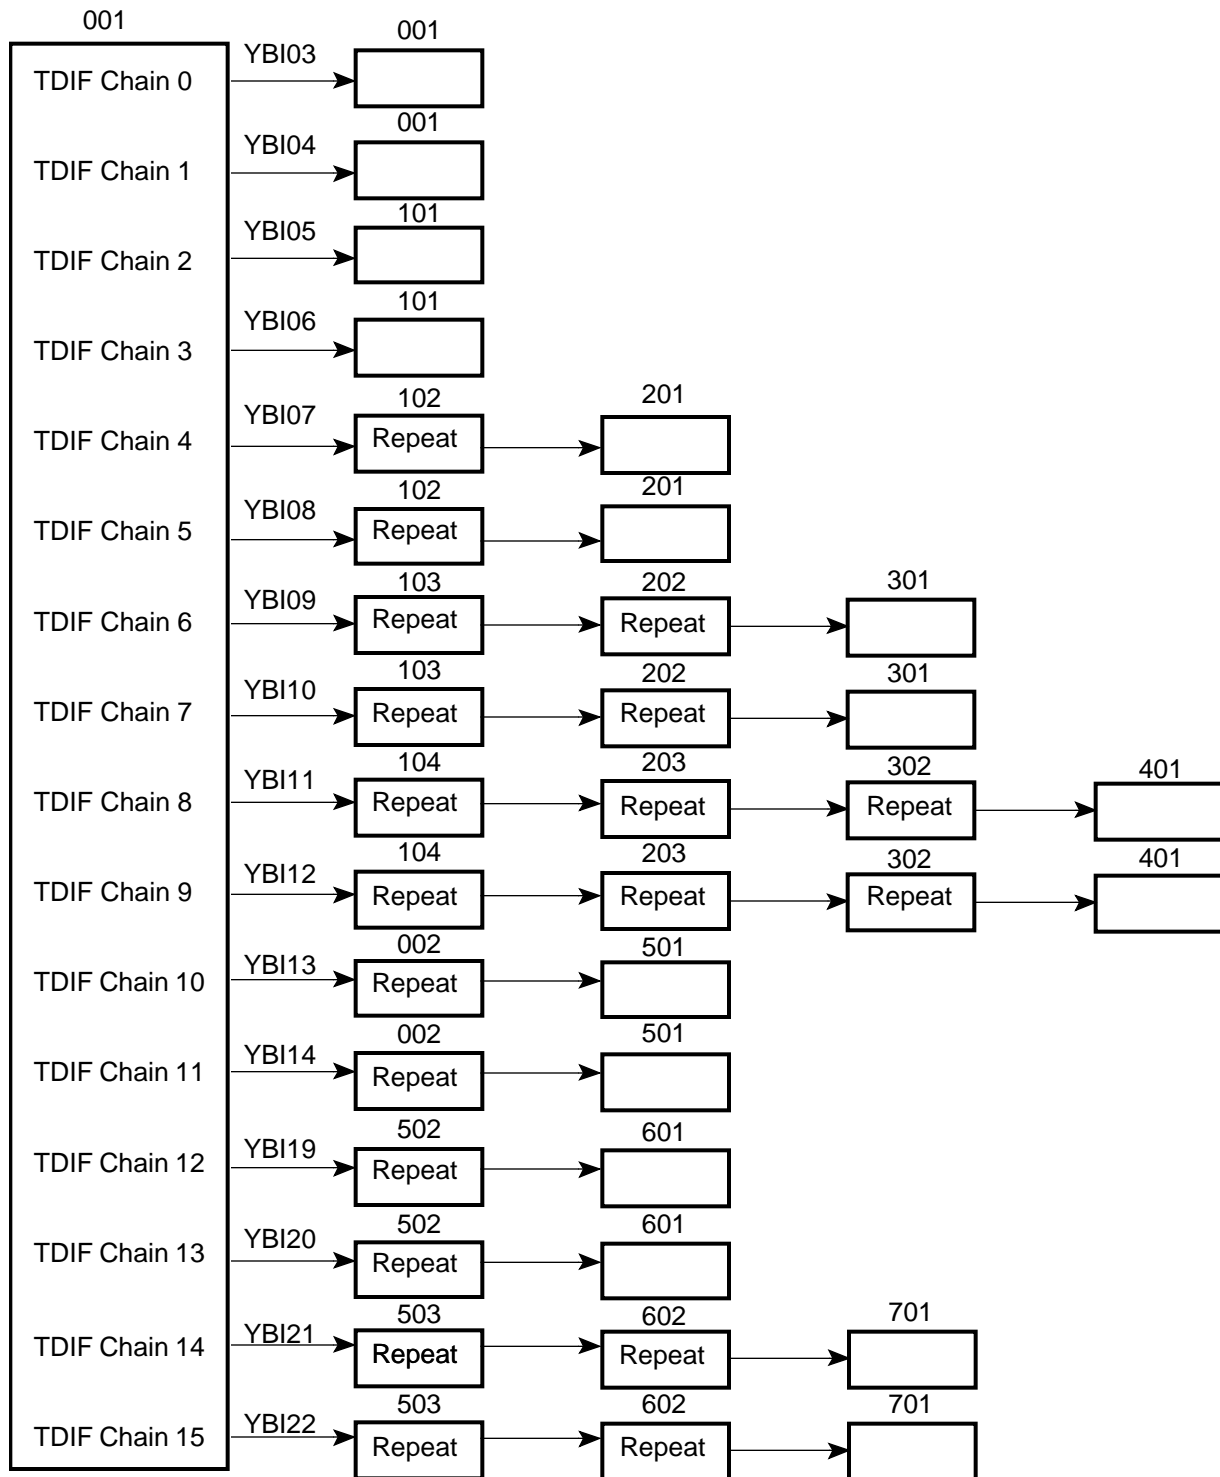 001
YBI03 001
TDIF Chain 0
001
YBI04
TDIF Chain 1
YBI05 101
TDIF Chain 2
YBI06 101
TDIF Chain 3
YBI07 102 201
TDIF Chain 4 Repeat
YBI08 102 201
TDIF Chain 5 Repeat
YBI09 103 202 301
TDIF Chain 6 Repeat Repeat
YBI10 103 202 301
TDIF Chain 7 Repeat Repeat
YBI11 104 203 302 401
TDIF Chain 8 Repeat Repeat Repeat
YBI12 104 203 302 401
TDIF Chain 9 Repeat Repeat Repeat
YBI13 002 501
TDIF Chain 10 Repeat
YBI14 002 501
TDIF Chain 11 Repeat
YBI19 502 601
TDIF Chain 12 Repeat
YBI20 502 601
TDIF Chain 13 Repeat
YBI21 503 602 701
TDIF Chain 14 Repeat Repeat
YBI22 503 602 701
TDIF Chain 15 Repeat Repeat